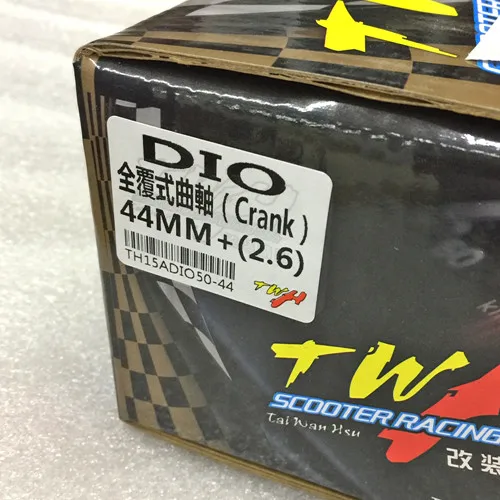 DIO
全覆式曲軸 (Crank)
44MM+(2.6)
TH15ADIO50-44
TWH
TWH
SCOOTER RACING
Tai Wan Hsu
改裝